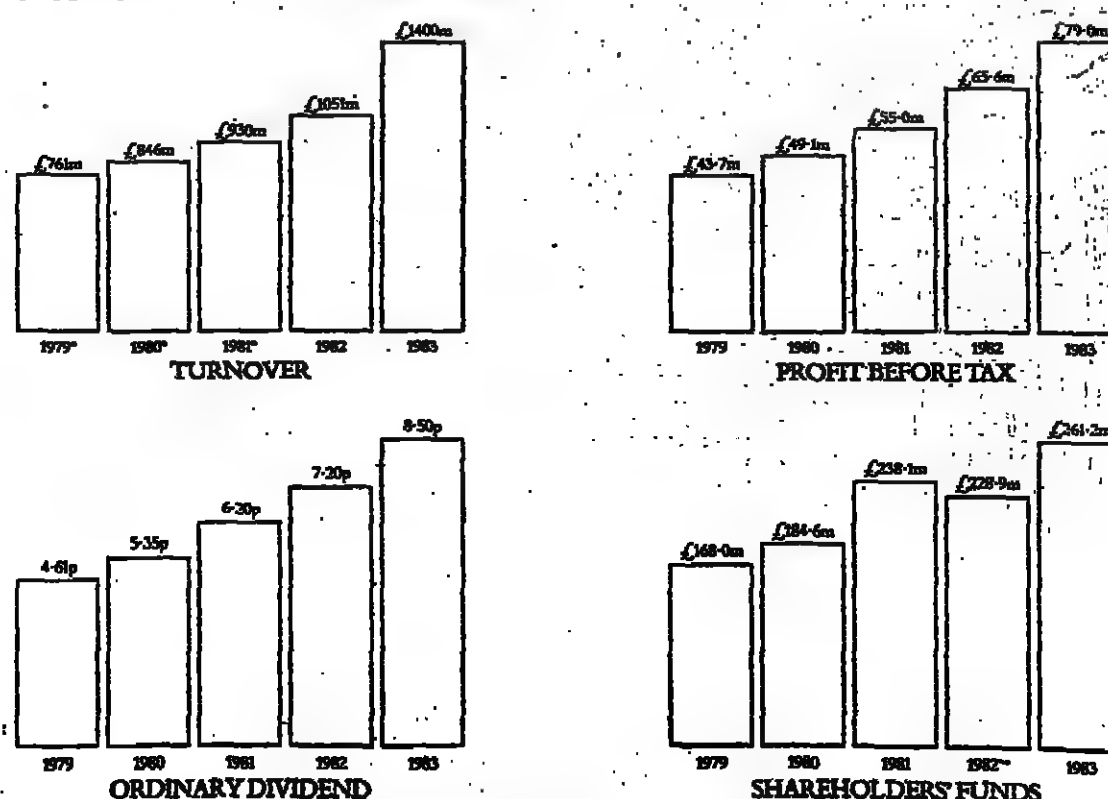 £1400m
£1051m
£930m
£846m
£761m
1979* 1980* 1981* 1982 1983
TURNOVER
£79·0m
£65·6m
£55·0m
£49·1m
£43·7m
1979 1980 1981 1982 1983
PROFIT BEFORE TAX
8·50p
7·20p
6·20p
5·35p
4·61p
1979 1980 1981 1982 1983
ORDINARY DIVIDEND
£261·2m
£238·1m
£228·9m
£184·6m
£168·0m
1979 1980 1981 1982** 1983
SHAREHOLDERS' FUNDS